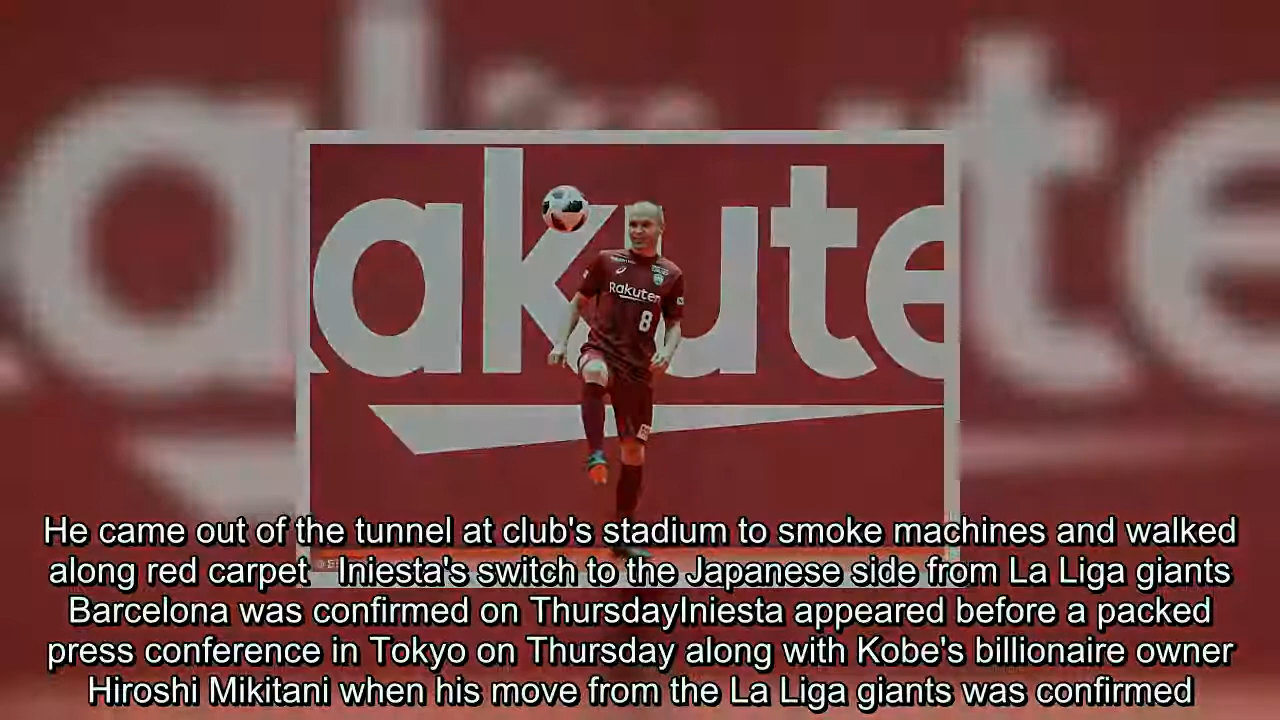 Rakuten
Rakuten
8
He came out of the tunnel at club's stadium to smoke machines and walked
along red carpet Iniesta's switch to the Japanese side from La Liga giants
Barcelona was confirmed on ThursdayIniesta appeared before a packed
press conference in Tokyo on Thursday along with Kobe's billionaire owner
Hiroshi Mikitani when his move from the La Liga giants was confirmed